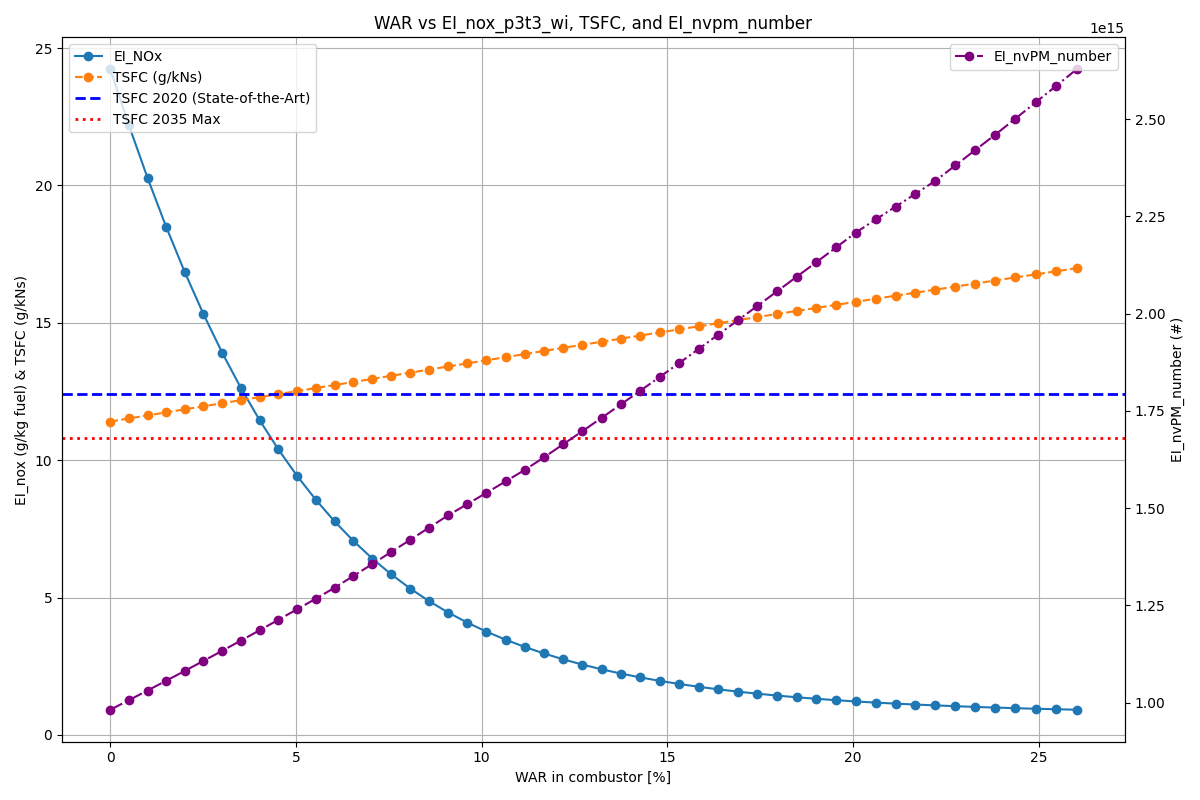 WAR vs EI_nox_p3t3_wi, TSFC, and EI_nvpm_number
1e15
EI_NOx
TSFC (g/kNs)
TSFC 2020 (State-of-the-Art)
TSFC 2035 Max
EI_nvPM_number
25
20
15
10
5
0
EI_nox (g/kg fuel) & TSFC (g/kNs)
2.50
2.25
2.00
1.75
1.50
1.25
1.00
EI_nvPM_number (#)
0
5
10
15
20
25
WAR in combustor [%]